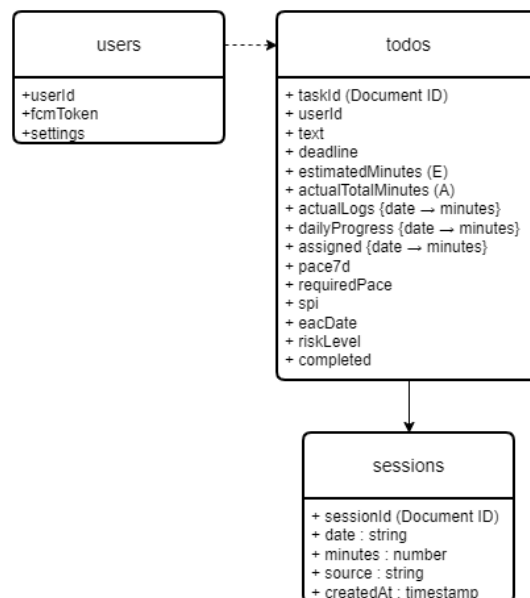 users
+userId
+fcmToken
+settings
todos
+ taskId (Document ID)
+ userId
+ text
+ deadline
+ estimatedMinutes (E)
+ actualTotalMinutes (A)
+ actualLogs {date → minutes}
+ dailyProgress {date → minutes}
+ assigned {date → minutes}
+ pace7d
+ requiredPace
+ spi
+ eacDate
+ riskLevel
+ completed
sessions
+ sessionId (Document ID)
+ date : string
+ minutes : number
+ source : string
+ createdAt : timestamp